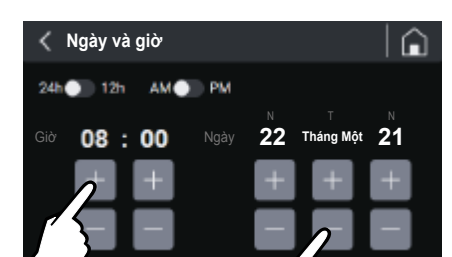 Ngày và giờ
24h 12h AM PM
N T N
Giờ 08 : 00 Ngày 22 Tháng Một 21